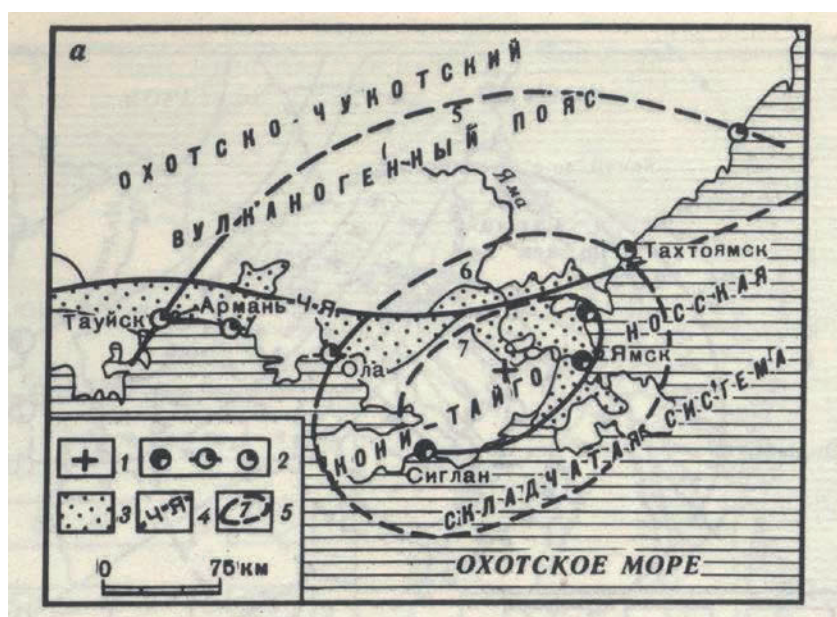 а
ОХОТСКО-ЧУКОТСКИЙ
5
ВУЛКАНОГЕННЫЙ ПОЯС
Яма
Тахтоямск
6
Армань
Ч-Я
Тауйск
НОССКАЯ
7
Ола
Ямск
КОНИ-ТАЙГО
СКЛАДЧАТАЯ СИСТЕМА
Сиглан
1
2
3
Ч-Я
4
7
5
0
75 км
ОХОТСКОЕ МОРЕ